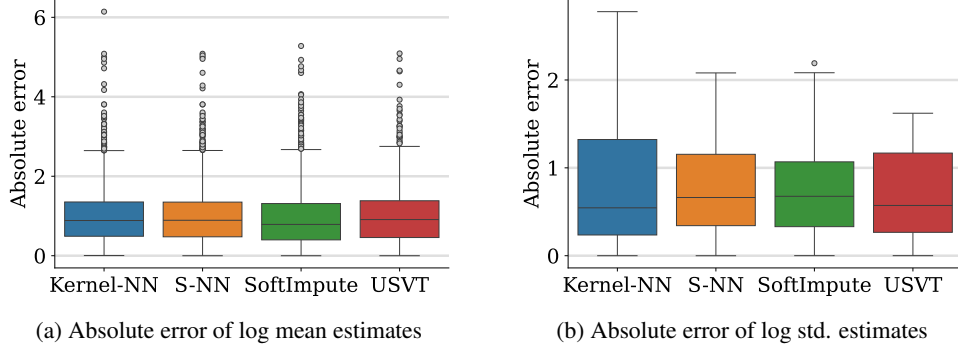 Absolute error
6
4
2
0
Kernel-NN S-NN SoftImpute USVT
(a) Absolute error of log mean estimates
Absolute error
2
1
0
Kernel-NN S-NN SoftImpute USVT
(b) Absolute error of log std. estimates